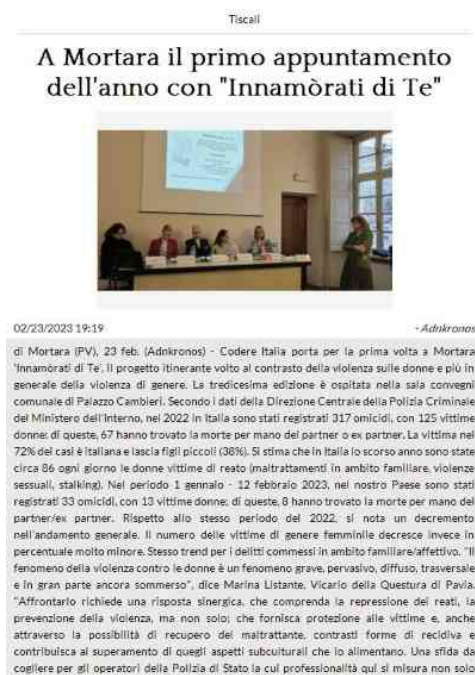 Tiscali
A Mortara il primo appuntamento
dell'anno con "Innamòrati di Te"
02/23/2023 19:19
- Adnkronos
di Mortara (PV), 23 feb. (Adnkronos) - Codere Italia porta per la prima volta a Mortara
'Innamòrati di Te', il progetto itinerante volto al contrasto della violenza sulle donne e più in
generale della violenza di genere. La tredicesima edizione è ospitata nella sala convegni
comunale di Palazzo Cambieri. Secondo i dati della Direzione Centrale della Polizia Criminale
del Ministero dell'Interno, nel 2022 in Italia sono stati registrati 317 omicidi, con 125 vittime
donne: di queste, 67 hanno trovato la morte per mano del partner o ex partner. La vittima nel
72% dei casi è italiana e lascia figli piccoli (38%). Si stima che in Italia lo scorso anno sono state
circa 86 ogni giorno le donne vittime di reato (maltrattamenti in ambito familiare, violenze
sessuali, stalking). Nel periodo 1 gennaio - 12 febbraio 2023, nel nostro Paese sono stati
registrati 33 omicidi, con 13 vittime donne; di queste, 8 hanno trovato la morte per mano del
partner/ex partner. Rispetto allo stesso periodo del 2022, si nota un decremento
nell'andamento generale. Il numero delle vittime di genere femminile decresce invece in
percentuale molto minore. Stesso trend per i delitti commessi in ambito familiare/affettivo. "Il
fenomeno della violenza contro le donne è un fenomeno grave, pervasivo, diffuso, trasversale
e in gran parte ancora sommerso", dice Marina Listante, Vicario della Questura di Pavia.
"Affrontarlo richiede una risposta sinergica, che comprenda la repressione dei reati, la
prevenzione della violenza, ma non solo; che fornisca protezione alle vittime e, anche
attraverso la possibilità di recupero del maltrattante, contrasti forme di recidiva e
contribuisca al superamento di quegli aspetti subculturali che lo alimentano. Una sfida da
cogliere per gli operatori della Polizia di Stato la cui professionalità qui si misura non solo